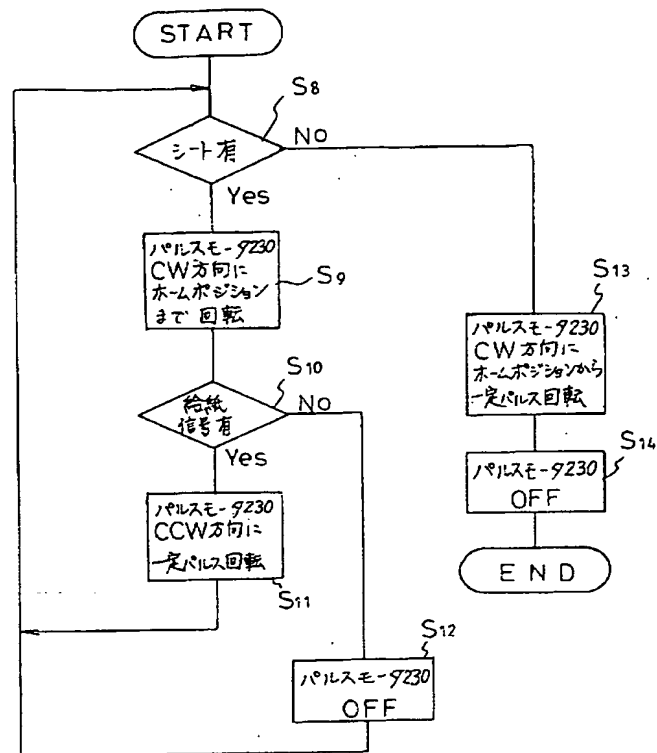 START
S8
シート有
No
Yes
パルスモータ230
CW方向に
ホームポジション
まで回転
S9
S10
給紙
信号有
No
Yes
パルスモータ230
CCW方向に
一定パルス回転
S11
S12
パルスモータ230
OFF
S13
パルスモータ230
CW方向に
ホームポジションから
一定パルス回転
S14
パルスモータ230
OFF
END